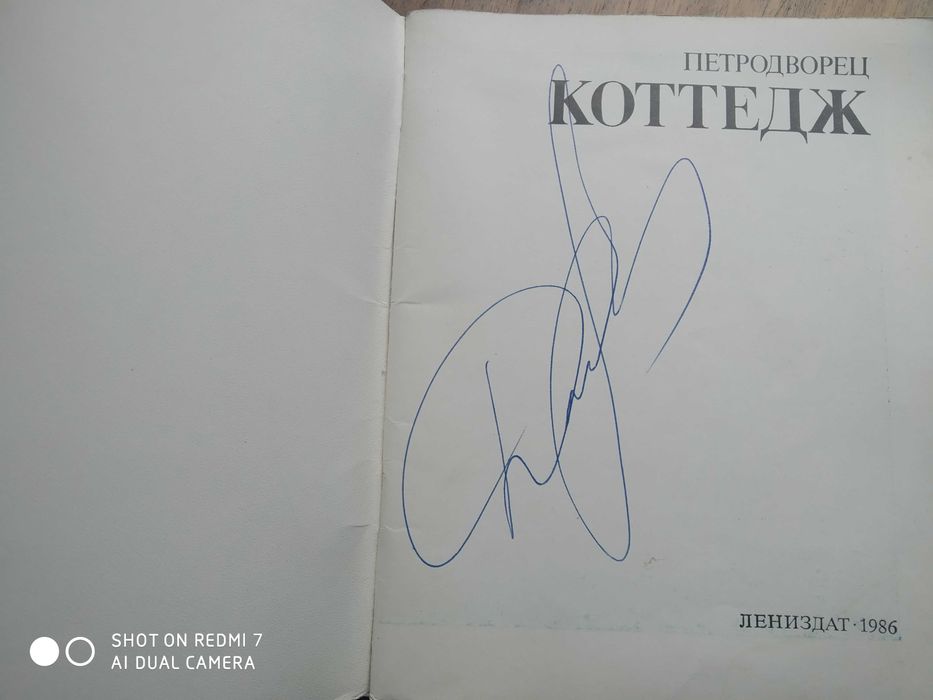 ПЕТРОДВОРЕЦ
КОТТЕДЖ
ЛЕНИЗДАТ·1986
SHOT ON REDMI 7
AI DUAL CAMERA